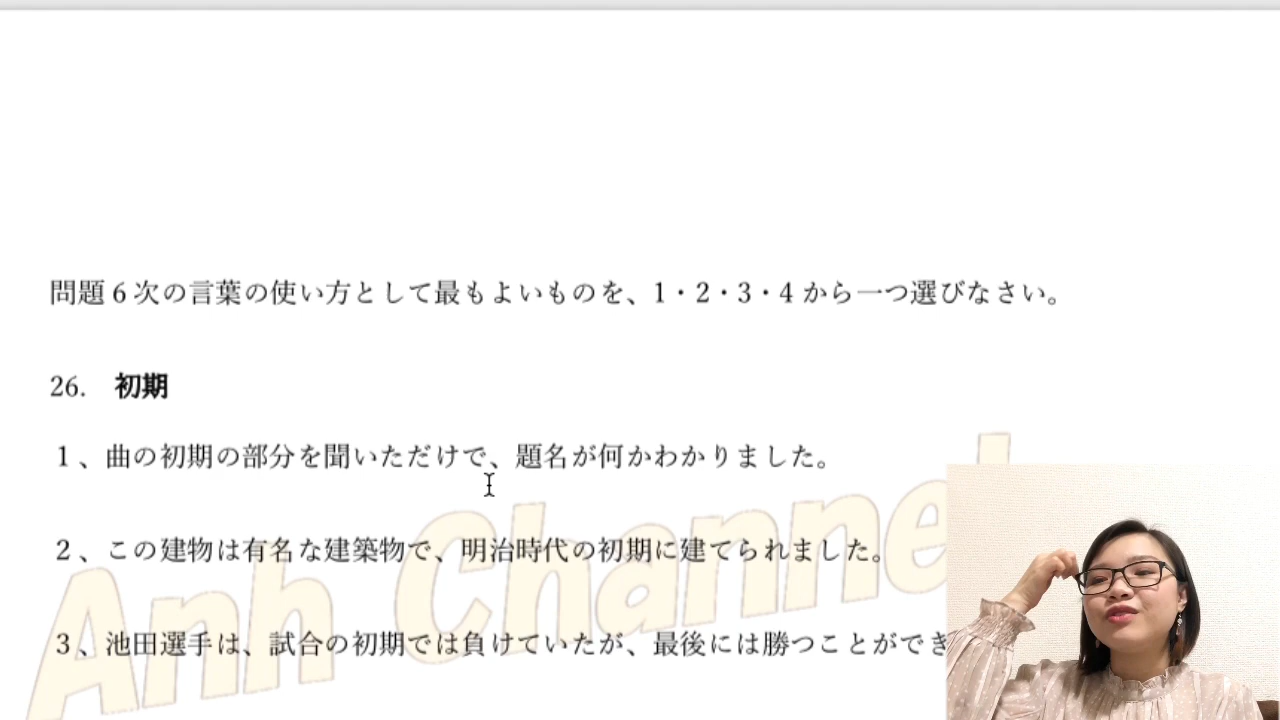 問題6次の言葉の使い方として最もよいものを、1・2・3・4から一つ選びなさい。
26. 初期
1、曲の初期の部分を聞いただけで、題名が何かわかりました。
2、この建物は有名な建築物で、明治時代の初期に建てられました。
3、池田選手は、試合の初期では負けていたが、最後には勝つことができ
Anh Channel